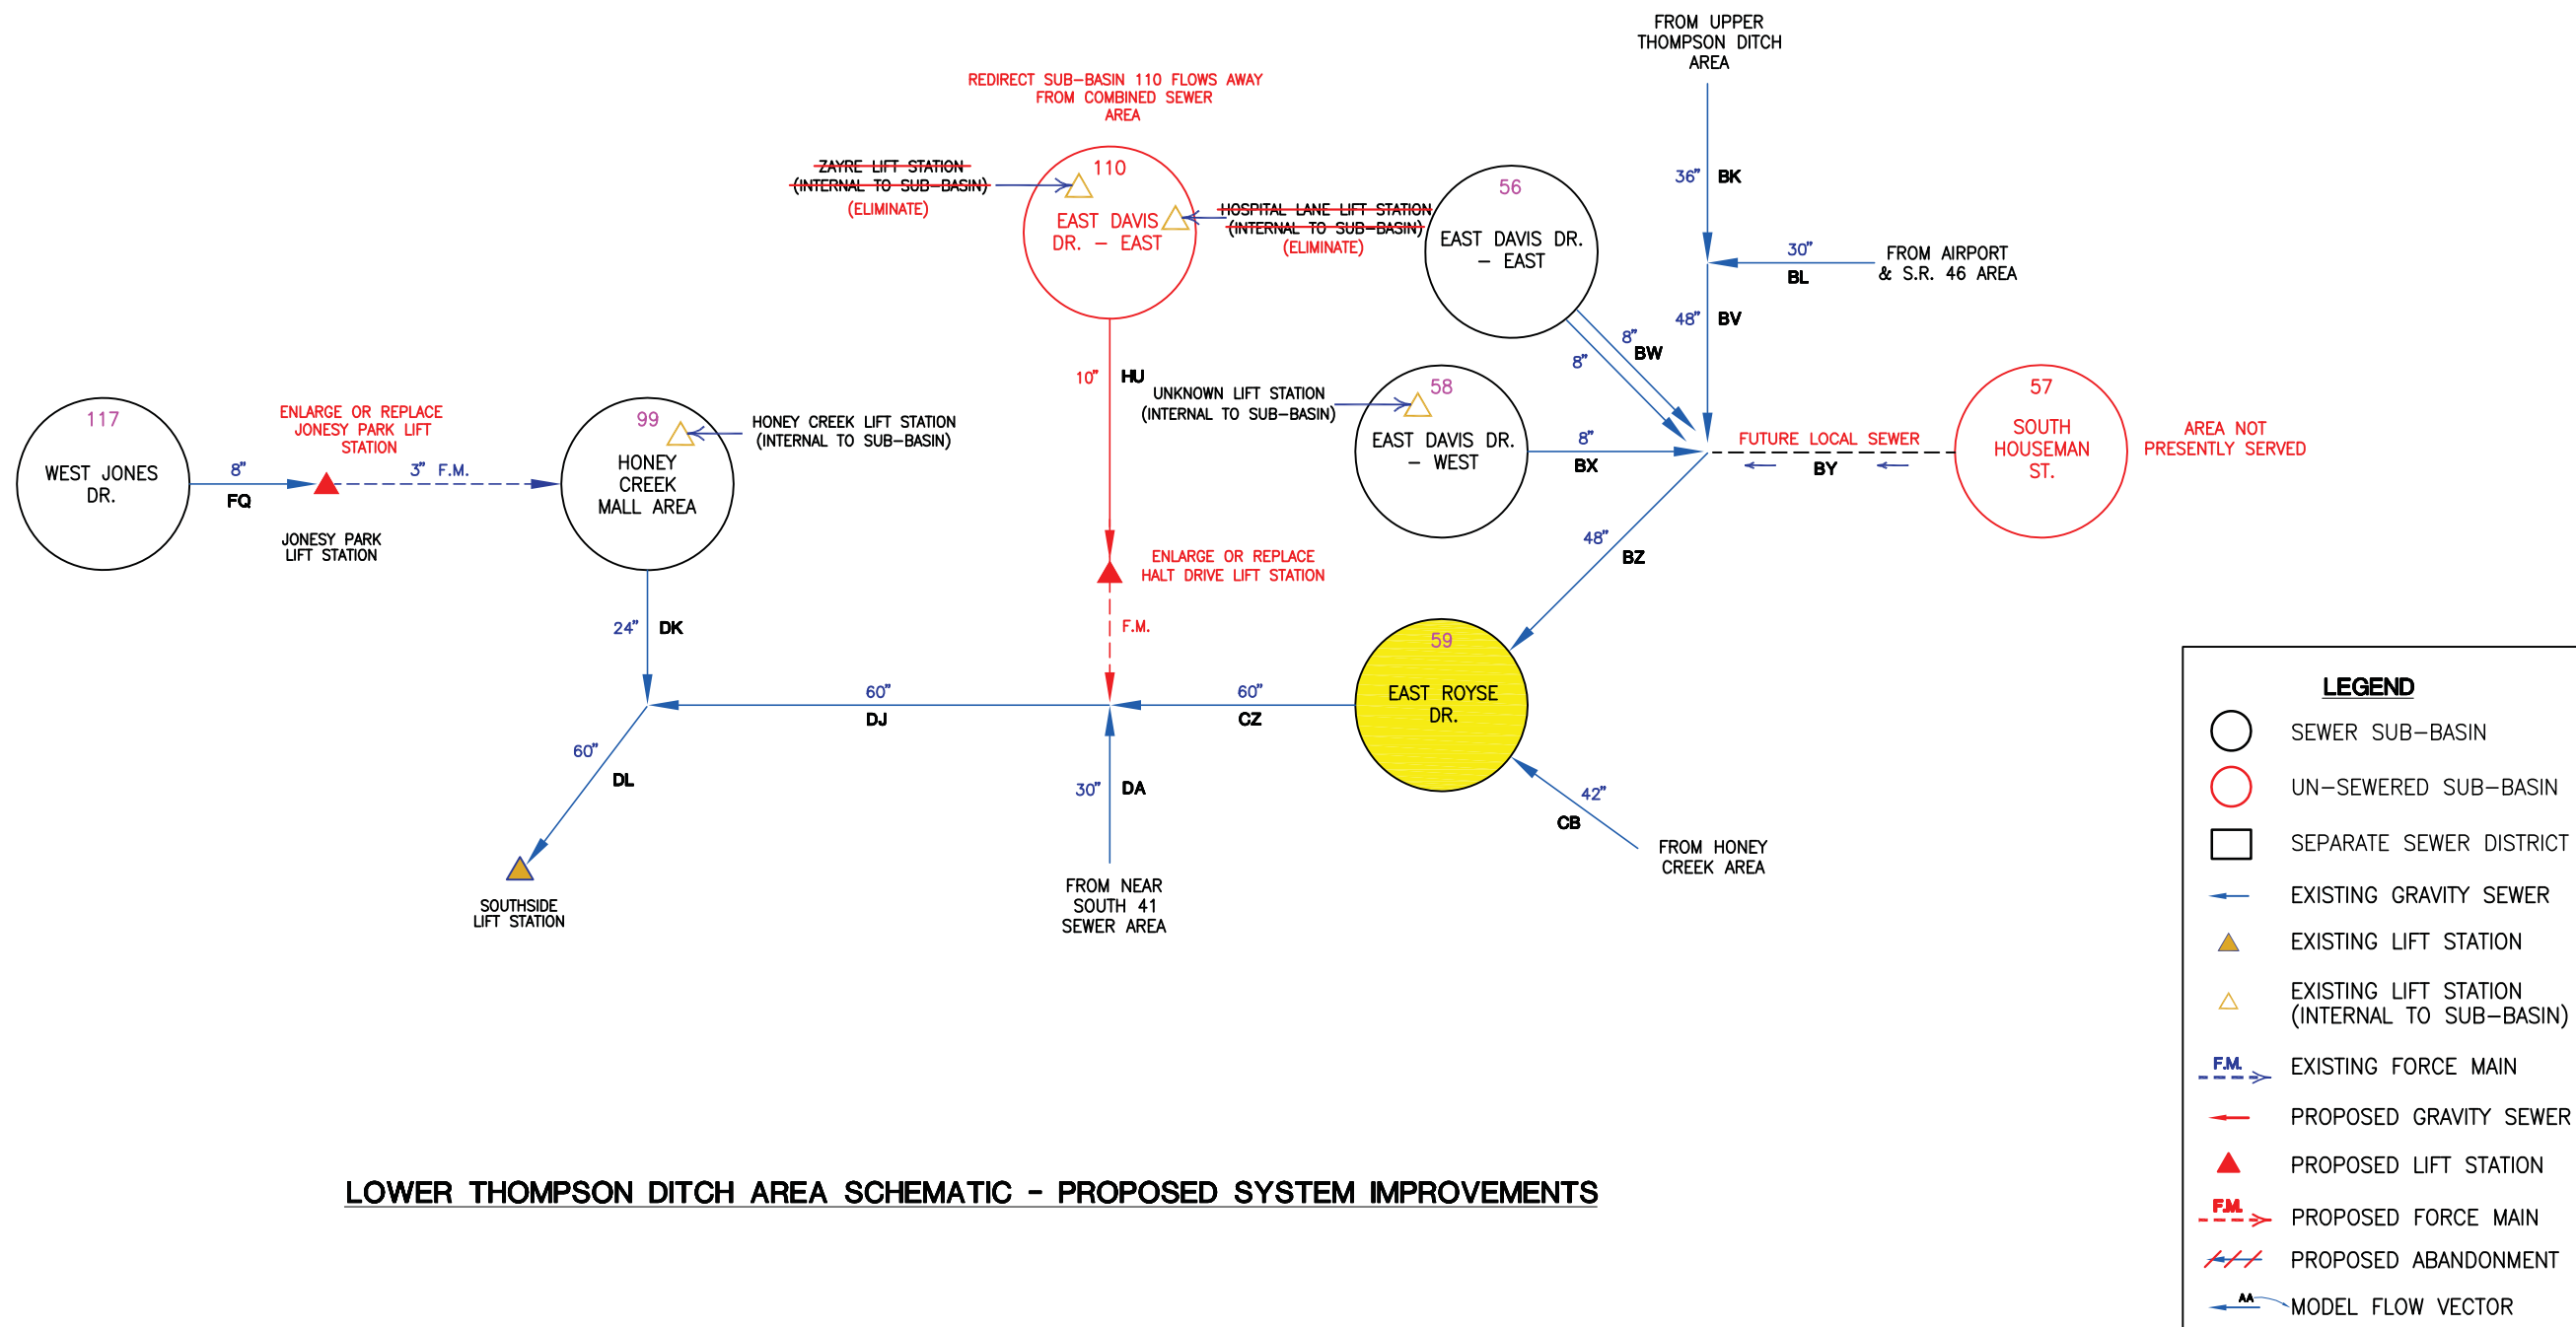 FROM UPPER
THOMPSON DITCH
AREA
REDIRECT SUB-BASIN 110 FLOWS AWAY
FROM COMBINED SEWER
AREA
ZAYRE LIFT STATION
(INTERNAL TO SUB-BASIN)
(ELIMINATE)
110
EAST DAVIS
DR. - EAST
HOSPITAL LANE LIFT STATION
(INTERNAL TO SUB-BASIN)
(ELIMINATE)
56
EAST DAVIS DR.
- EAST
36" BK
30"
BL
FROM AIRPORT
& S.R. 46 AREA
48" BV
8"
BW
8"
10" HU
UNKNOWN LIFT STATION
(INTERNAL TO SUB-BASIN)
58
EAST DAVIS DR.
- WEST
8"
BX
FUTURE LOCAL SEWER
BY
57
SOUTH
HOUSEMAN
ST.
AREA NOT
PRESENTLY SERVED
117
WEST JONES
DR.
8"
FQ
ENLARGE OR REPLACE
JONESY PARK LIFT
STATION
3" F.M.
JONESY PARK
LIFT STATION
99
HONEY
CREEK
MALL AREA
HONEY CREEK LIFT STATION
(INTERNAL TO SUB-BASIN)
48"
BZ
ENLARGE OR REPLACE
HALT DRIVE LIFT STATION
F.M.
24" DK
59
EAST ROYSE
DR.
60"
DJ
60"
CZ
60"
DL
30" DA
42"
CB
FROM HONEY
CREEK AREA
SOUTHSIDE
LIFT STATION
FROM NEAR
SOUTH 41
SEWER AREA
LEGEND
SEWER SUB-BASIN
UN-SEWERED SUB-BASIN
SEPARATE SEWER DISTRICT
EXISTING GRAVITY SEWER
EXISTING LIFT STATION
EXISTING LIFT STATION
(INTERNAL TO SUB-BASIN)
F.M. EXISTING FORCE MAIN
PROPOSED GRAVITY SEWER
PROPOSED LIFT STATION
F.M. PROPOSED FORCE MAIN
PROPOSED ABANDONMENT
AA MODEL FLOW VECTOR
LOWER THOMPSON DITCH AREA SCHEMATIC - PROPOSED SYSTEM IMPROVEMENTS